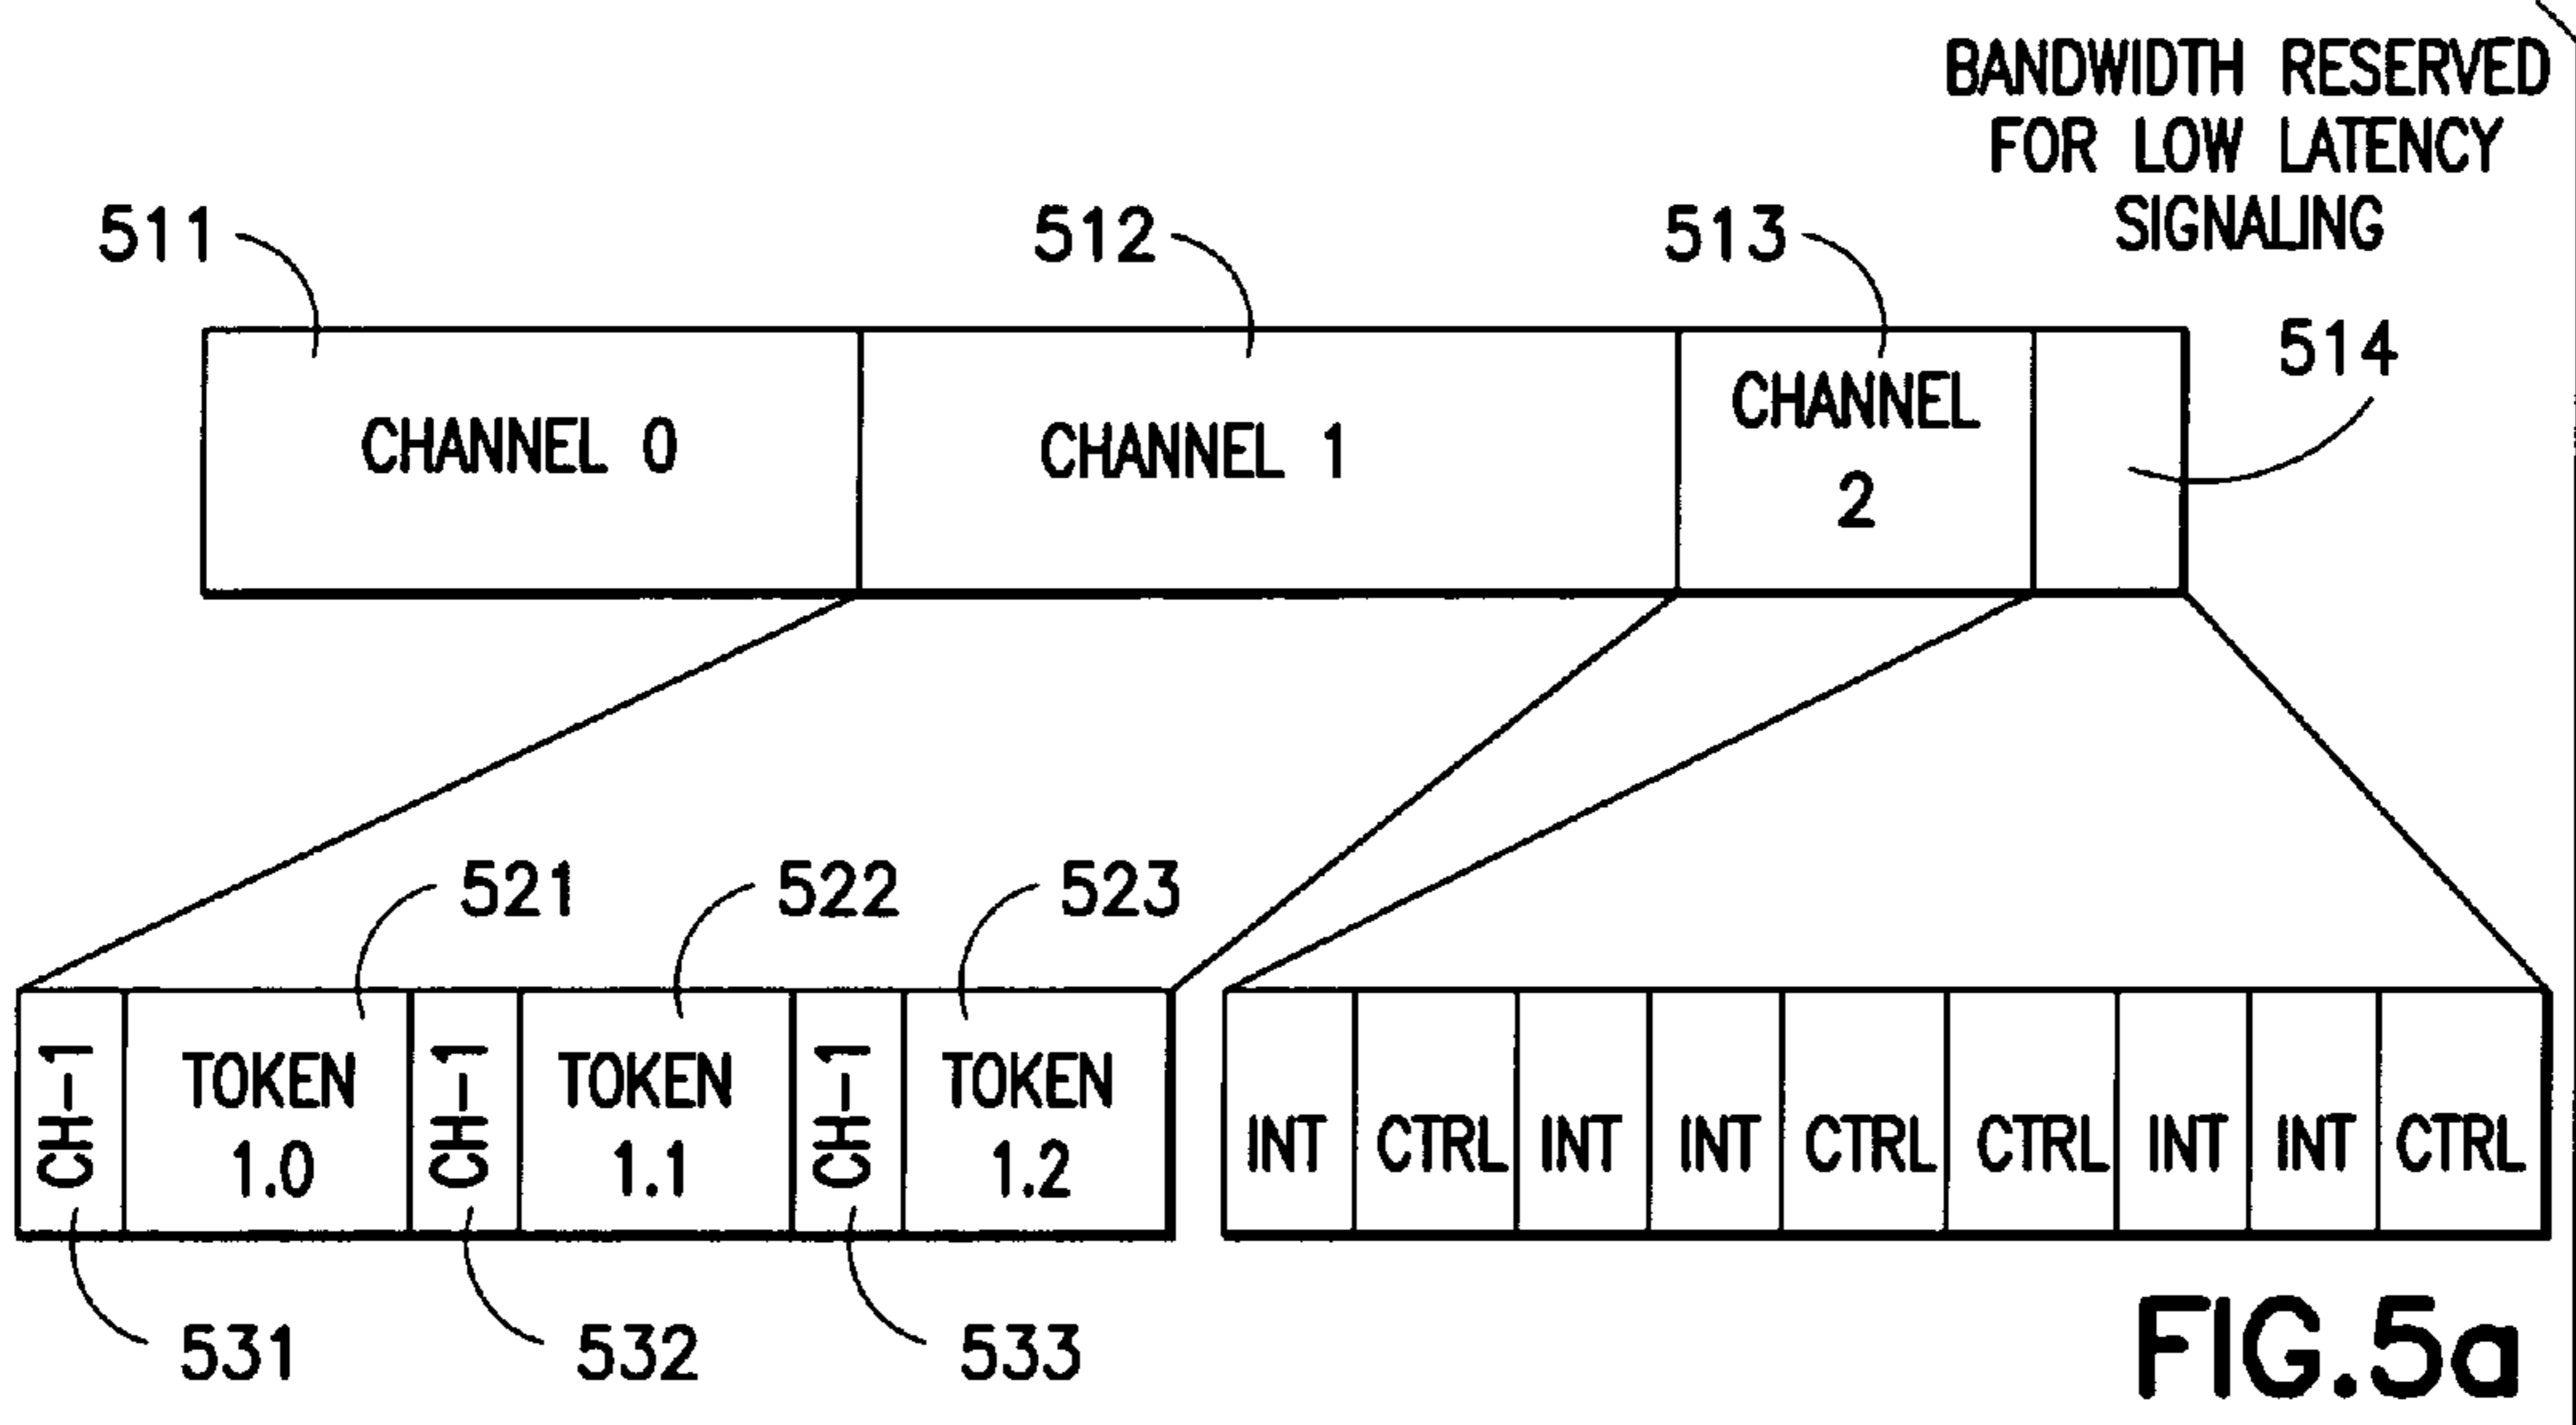 BANDWIDTH RESERVED
FOR LOW LATENCY
SIGNALING
511
512
513
514
CHANNEL 0
CHANNEL 1
CHANNEL
2
521
522
523
CH-1
TOKEN
1.0
CH-1
TOKEN
1.1
CH-1
TOKEN
1.2
INT
CTRL
INT
INT
CTRL
CTRL
INT
INT
CTRL
531
532
533
FIG.5a